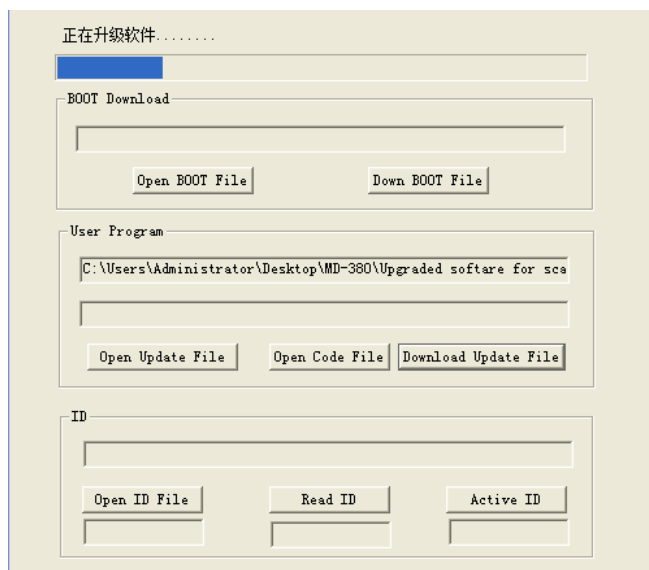 正在升级软件........
BOOT Download
Open BOOT File
Down BOOT File
User Program
C:\Users\Administrator\Desktop\MD-380\Upgraded softare for sca
Open Update File
Open Code File
Download Update File
ID
Open ID File
Read ID
Active ID